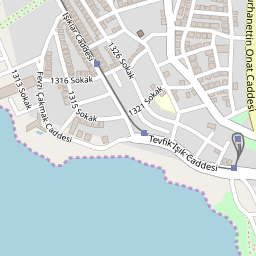 Işıklar Caddesi
1326 Sokak
Burhanettin Onat Caddesi
1316 Sokak
1313 Sokak
Fevzi Çakmak Caddesi
1315 Sokak
1321 Sokak
Tevfik Işık Caddesi